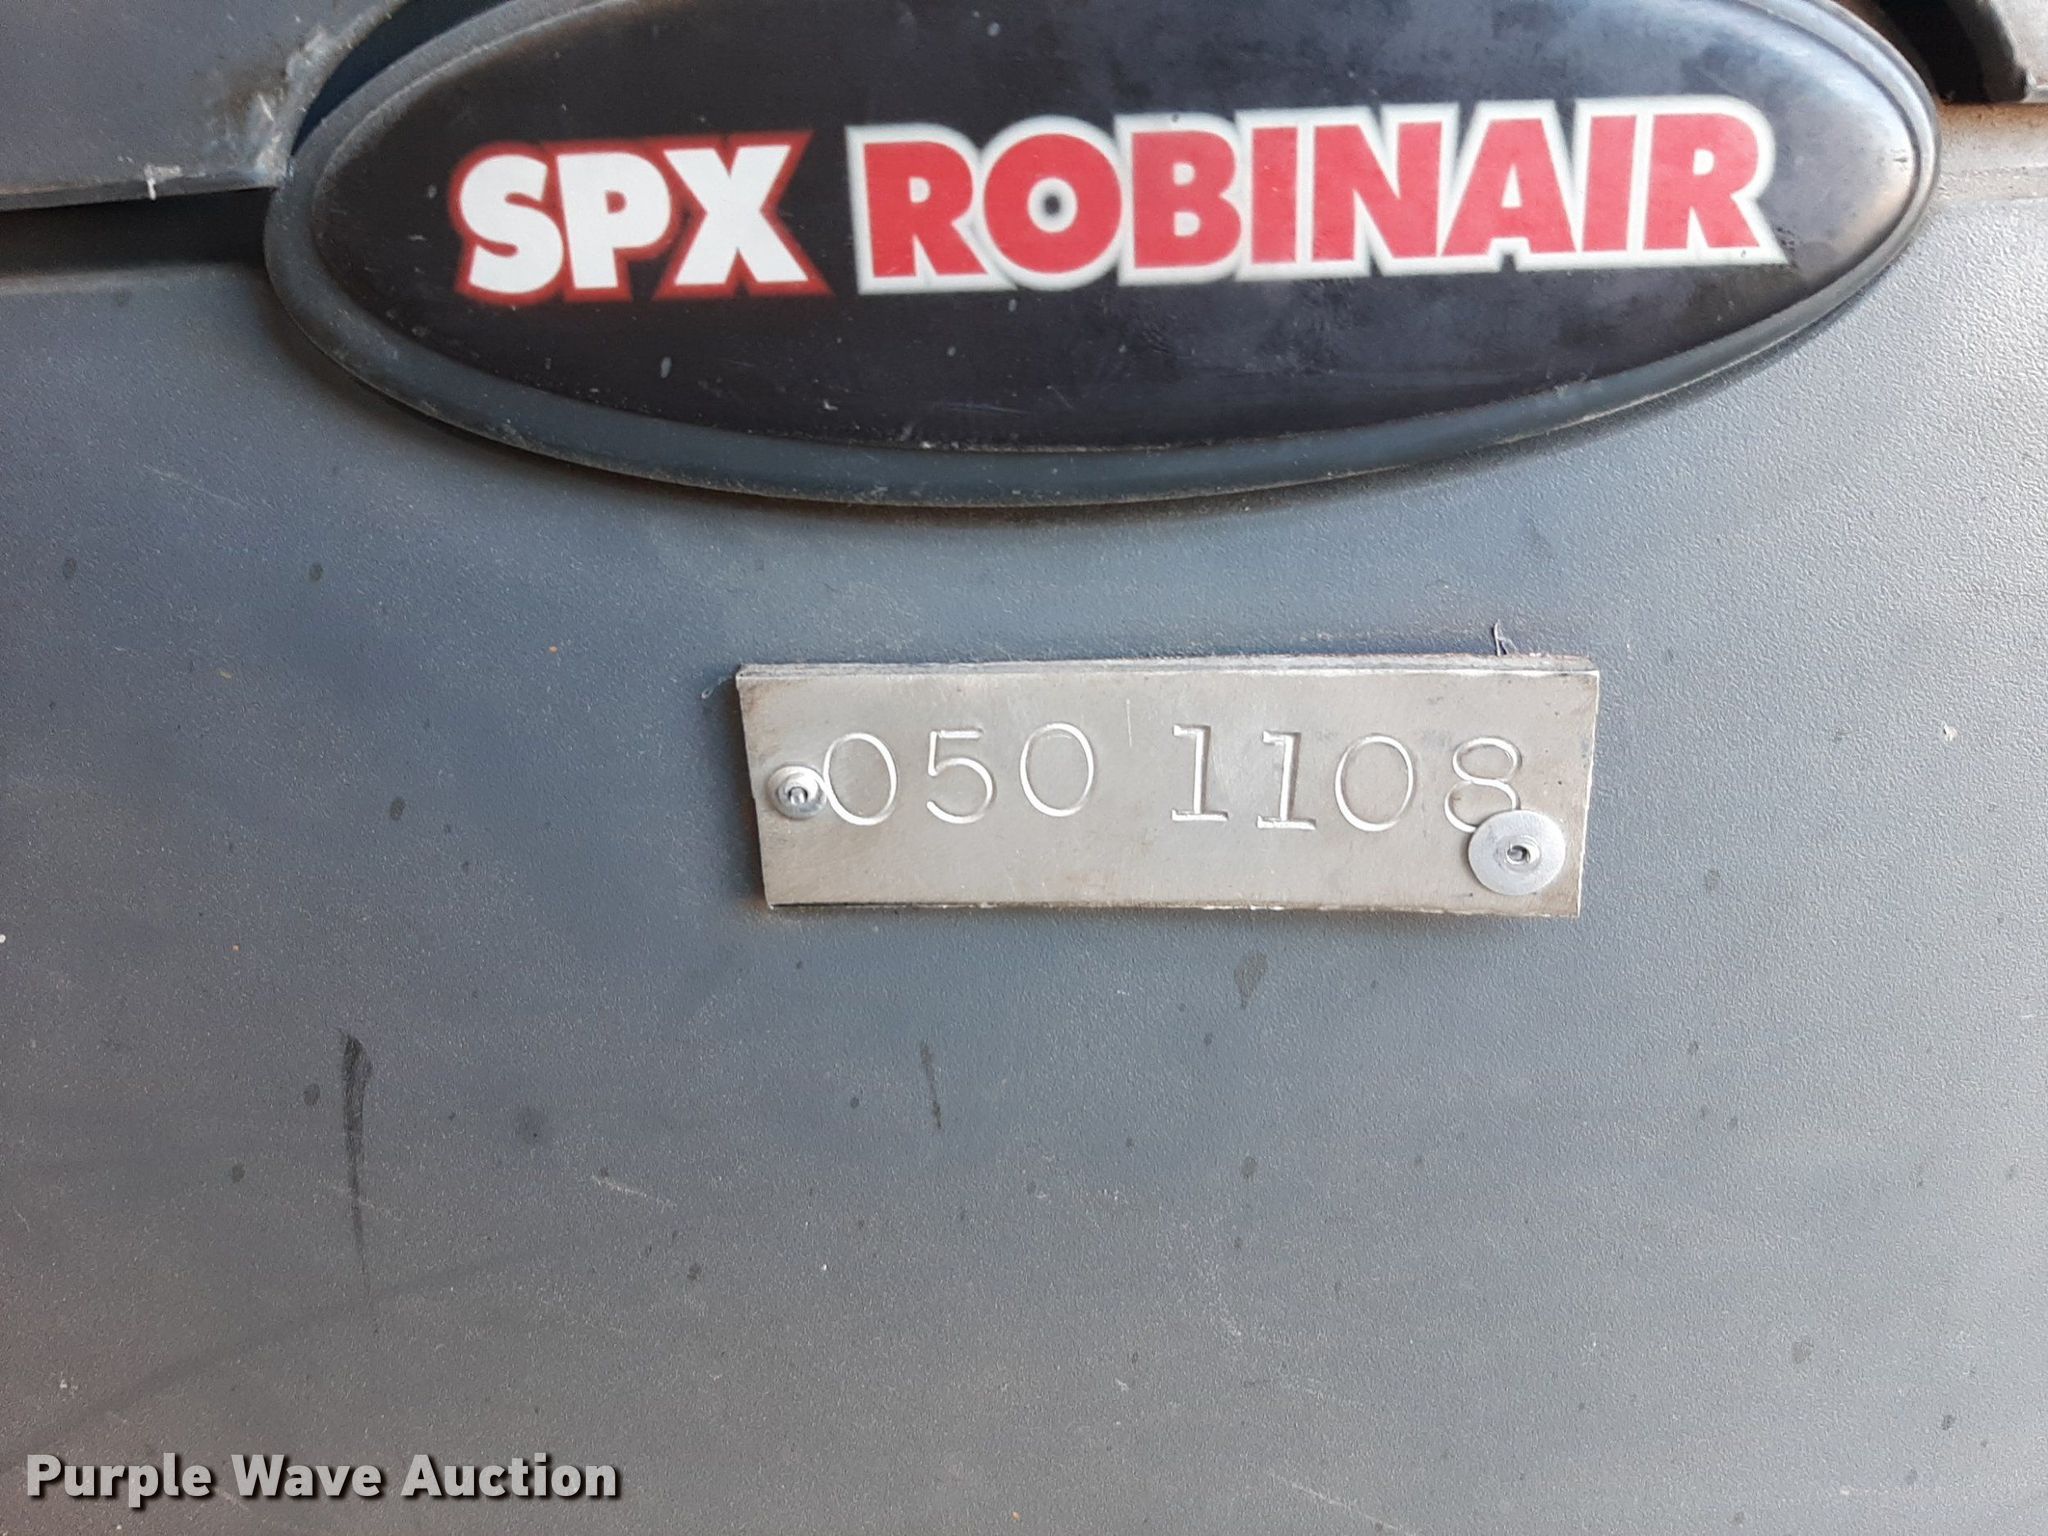 SPX ROBINAIR
050 1108
Purple Wave Auction